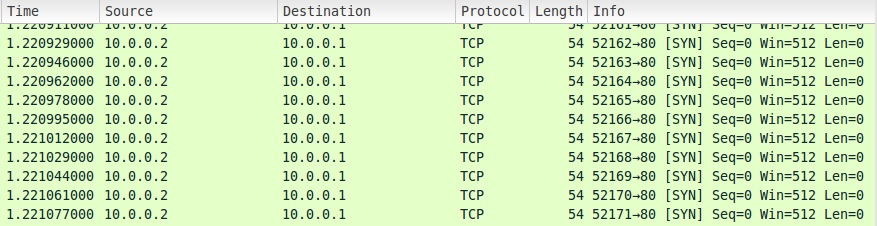 Time Source Destination Protocol Length Info
1.220911000 10.0.0.2 10.0.0.1 TCP 54 52161→80 [SYN] Seq=0 Win=512 Len=0
1.220929000 10.0.0.2 10.0.0.1 TCP 54 52162→80 [SYN] Seq=0 Win=512 Len=0
1.220946000 10.0.0.2 10.0.0.1 TCP 54 52163→80 [SYN] Seq=0 Win=512 Len=0
1.220962000 10.0.0.2 10.0.0.1 TCP 54 52164→80 [SYN] Seq=0 Win=512 Len=0
1.220978000 10.0.0.2 10.0.0.1 TCP 54 52165→80 [SYN] Seq=0 Win=512 Len=0
1.220995000 10.0.0.2 10.0.0.1 TCP 54 52166→80 [SYN] Seq=0 Win=512 Len=0
1.221012000 10.0.0.2 10.0.0.1 TCP 54 52167→80 [SYN] Seq=0 Win=512 Len=0
1.221029000 10.0.0.2 10.0.0.1 TCP 54 52168→80 [SYN] Seq=0 Win=512 Len=0
1.221044000 10.0.0.2 10.0.0.1 TCP 54 52169→80 [SYN] Seq=0 Win=512 Len=0
1.221061000 10.0.0.2 10.0.0.1 TCP 54 52170→80 [SYN] Seq=0 Win=512 Len=0
1.221077000 10.0.0.2 10.0.0.1 TCP 54 52171→80 [SYN] Seq=0 Win=512 Len=0